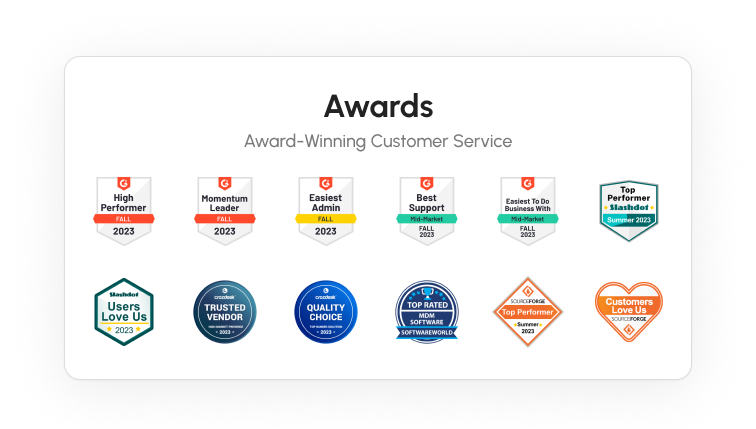 Awards
Award-Winning Customer Service
High
Performer
FALL
2023
Momentum
Leader
FALL
2023
Easiest
Admin
FALL
2023
Best
Support
Mid-Market
FALL
2023
Easiest To Do
Business With
Mid-Market
FALL
2023
Top
Performer
Slashdot
Summer 2023
Slashdot
Users
Love Us
2023
crozdesk
TRUSTED
VENDOR
2023
crozdesk
QUALITY
CHOICE
2023
TOP RATED
MDM
SOFTWARE
SOFTWAREWORLD
SOURCEFORGE
Top Performer
Summer
2023
Customers
Love Us
SOURCEFORGE